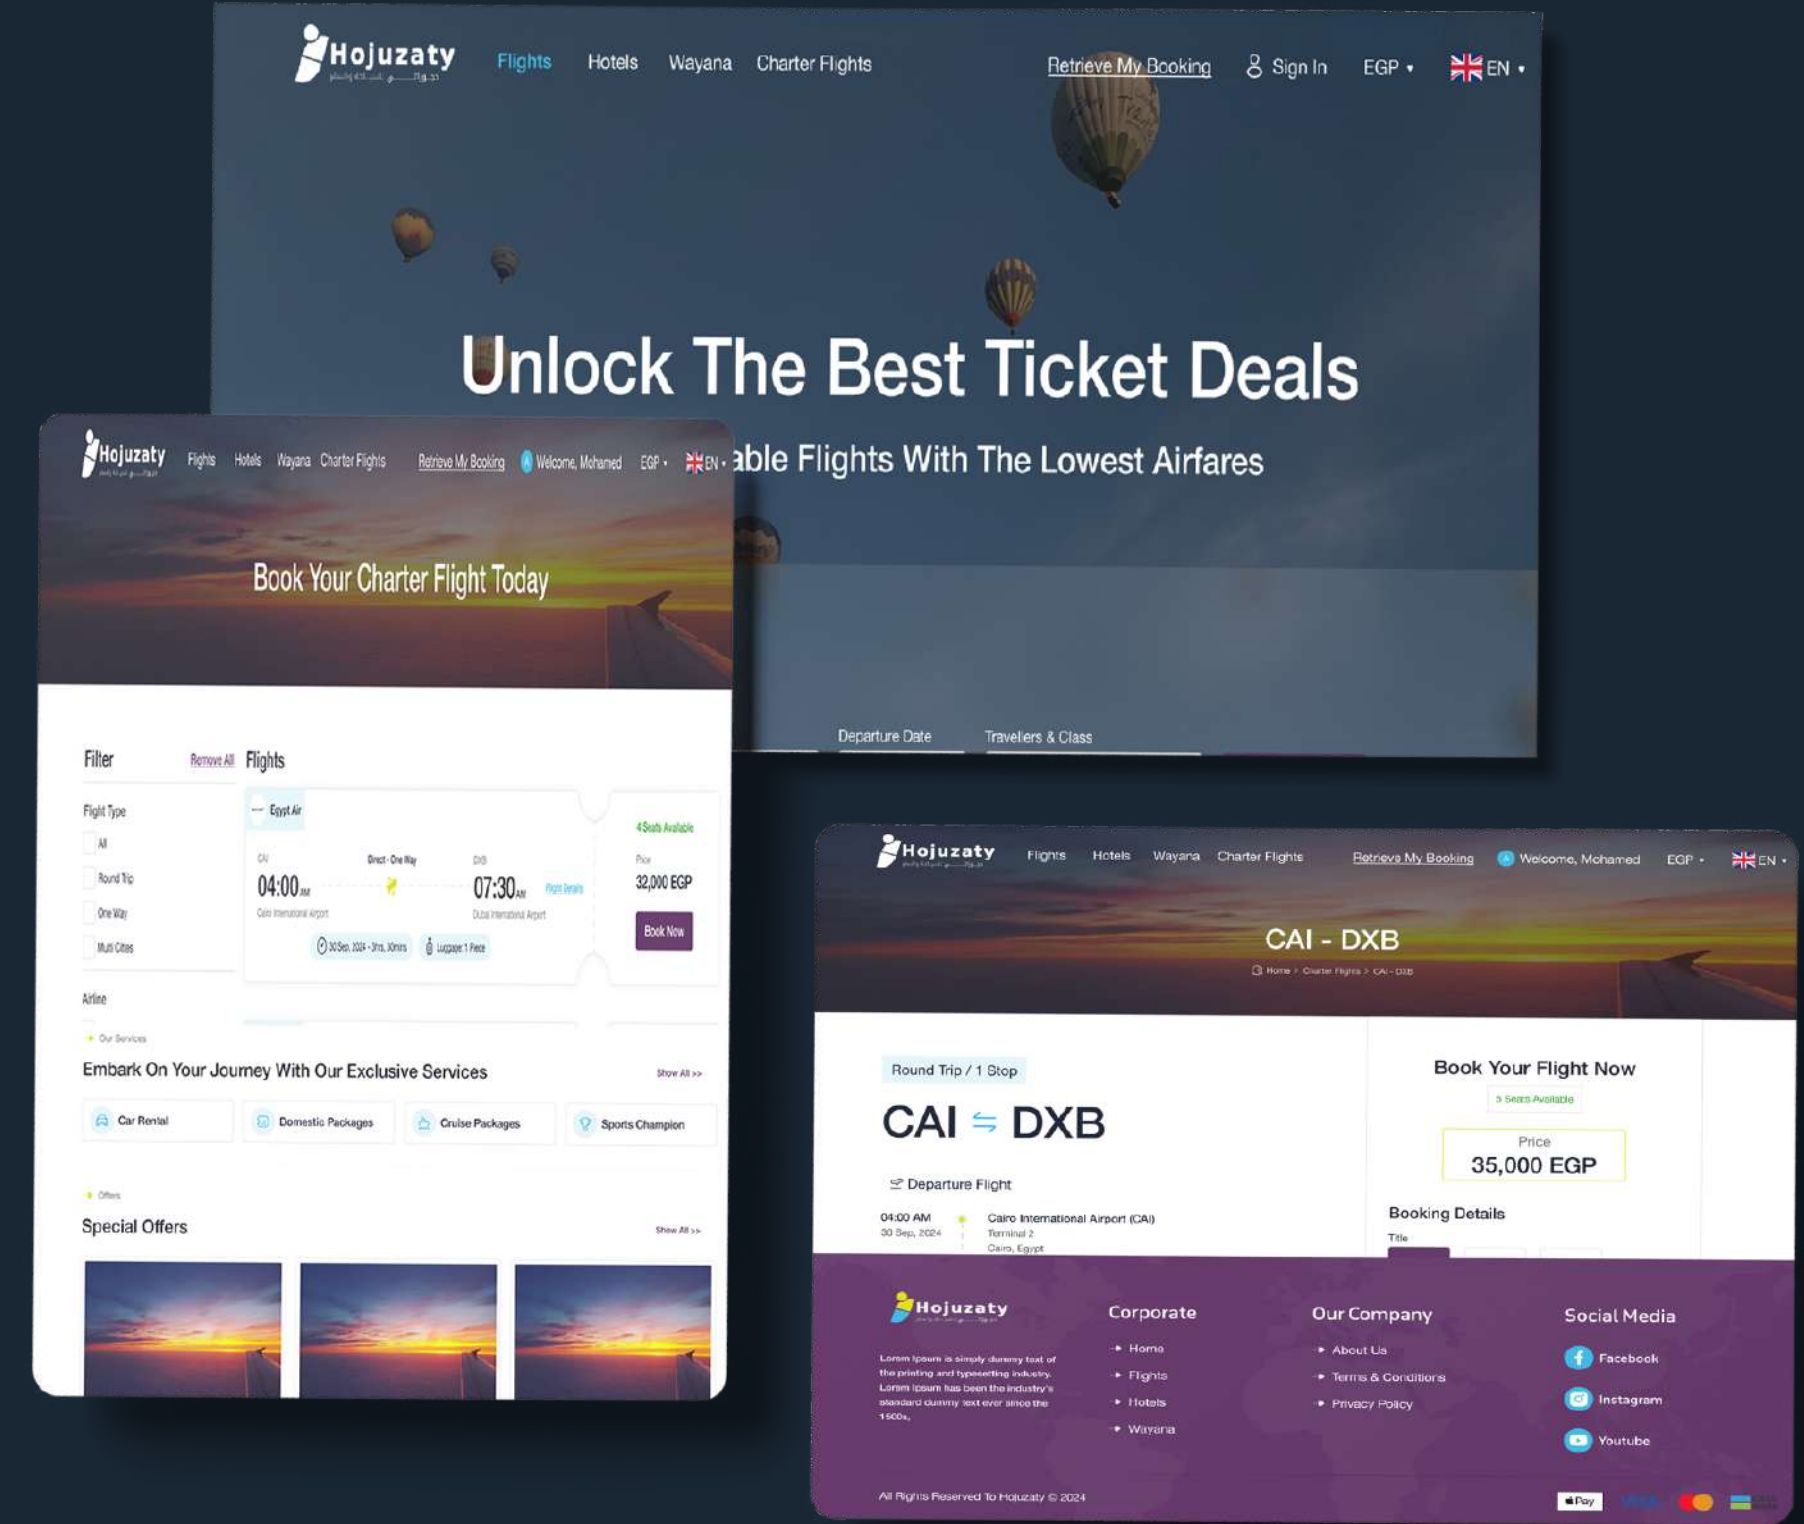 Hojuzaty
Flights Hotels Wayana Charter Flights Retrieve My Booking Sign In EGP EN
Unlock The Best Ticket Deals
able Flights With The Lowest Airfares
Departure Date Travellers & Class
Hojuzaty
Flights Hotels Wayana Charter Flights Retrieve My Booking Welcome, Mohamed EGP EN
Book Your Charter Flight Today
Filter Remove All
Flight Type
All
Round Trip
One Way
Multi Cities
Airline
Flights
Egypt Air
CAI Direct - One Way DXB
04:00 AM 07:30 AM Flight Details
Cairo International Airport Dubai International Airport
30 Sep, 2024 - 3hrs, 30mins Luggage: 1 Piece
4 Seats Available
Price
32,000 EGP
Book Now
Our Services
Embark On Your Journey With Our Exclusive Services Show All >>
Car Rental Domestic Packages Cruise Packages Sports Champion
Offers
Special Offers Show All >>
Hojuzaty
Flights Hotels Wayana Charter Flights Retrieve My Booking Welcome, Mohamed EGP EN
CAI - DXB
Home > Charter Flights > CAI - DXB
Round Trip / 1 Stop
CAI DXB
Departure Flight
04:00 AM Cairo International Airport (CAI)
30 Sep, 2024 Terminal 2
Cairo, Egypt
Book Your Flight Now
5 Seats Available
Price
35,000 EGP
Booking Details
Title
Hojuzaty
Lorem Ipsum is simply dummy text of
the printing and typesetting industry.
Lorem Ipsum has been the industry's
standard dummy text ever since the
1500s,
Corporate
Home
Flights
Hotels
Wayana
Our Company
About Us
Terms & Conditions
Privacy Policy
Social Media
Facebook
Instagram
Youtube
All Rights Reserved To Hojuzaty © 2024
Pay VISA